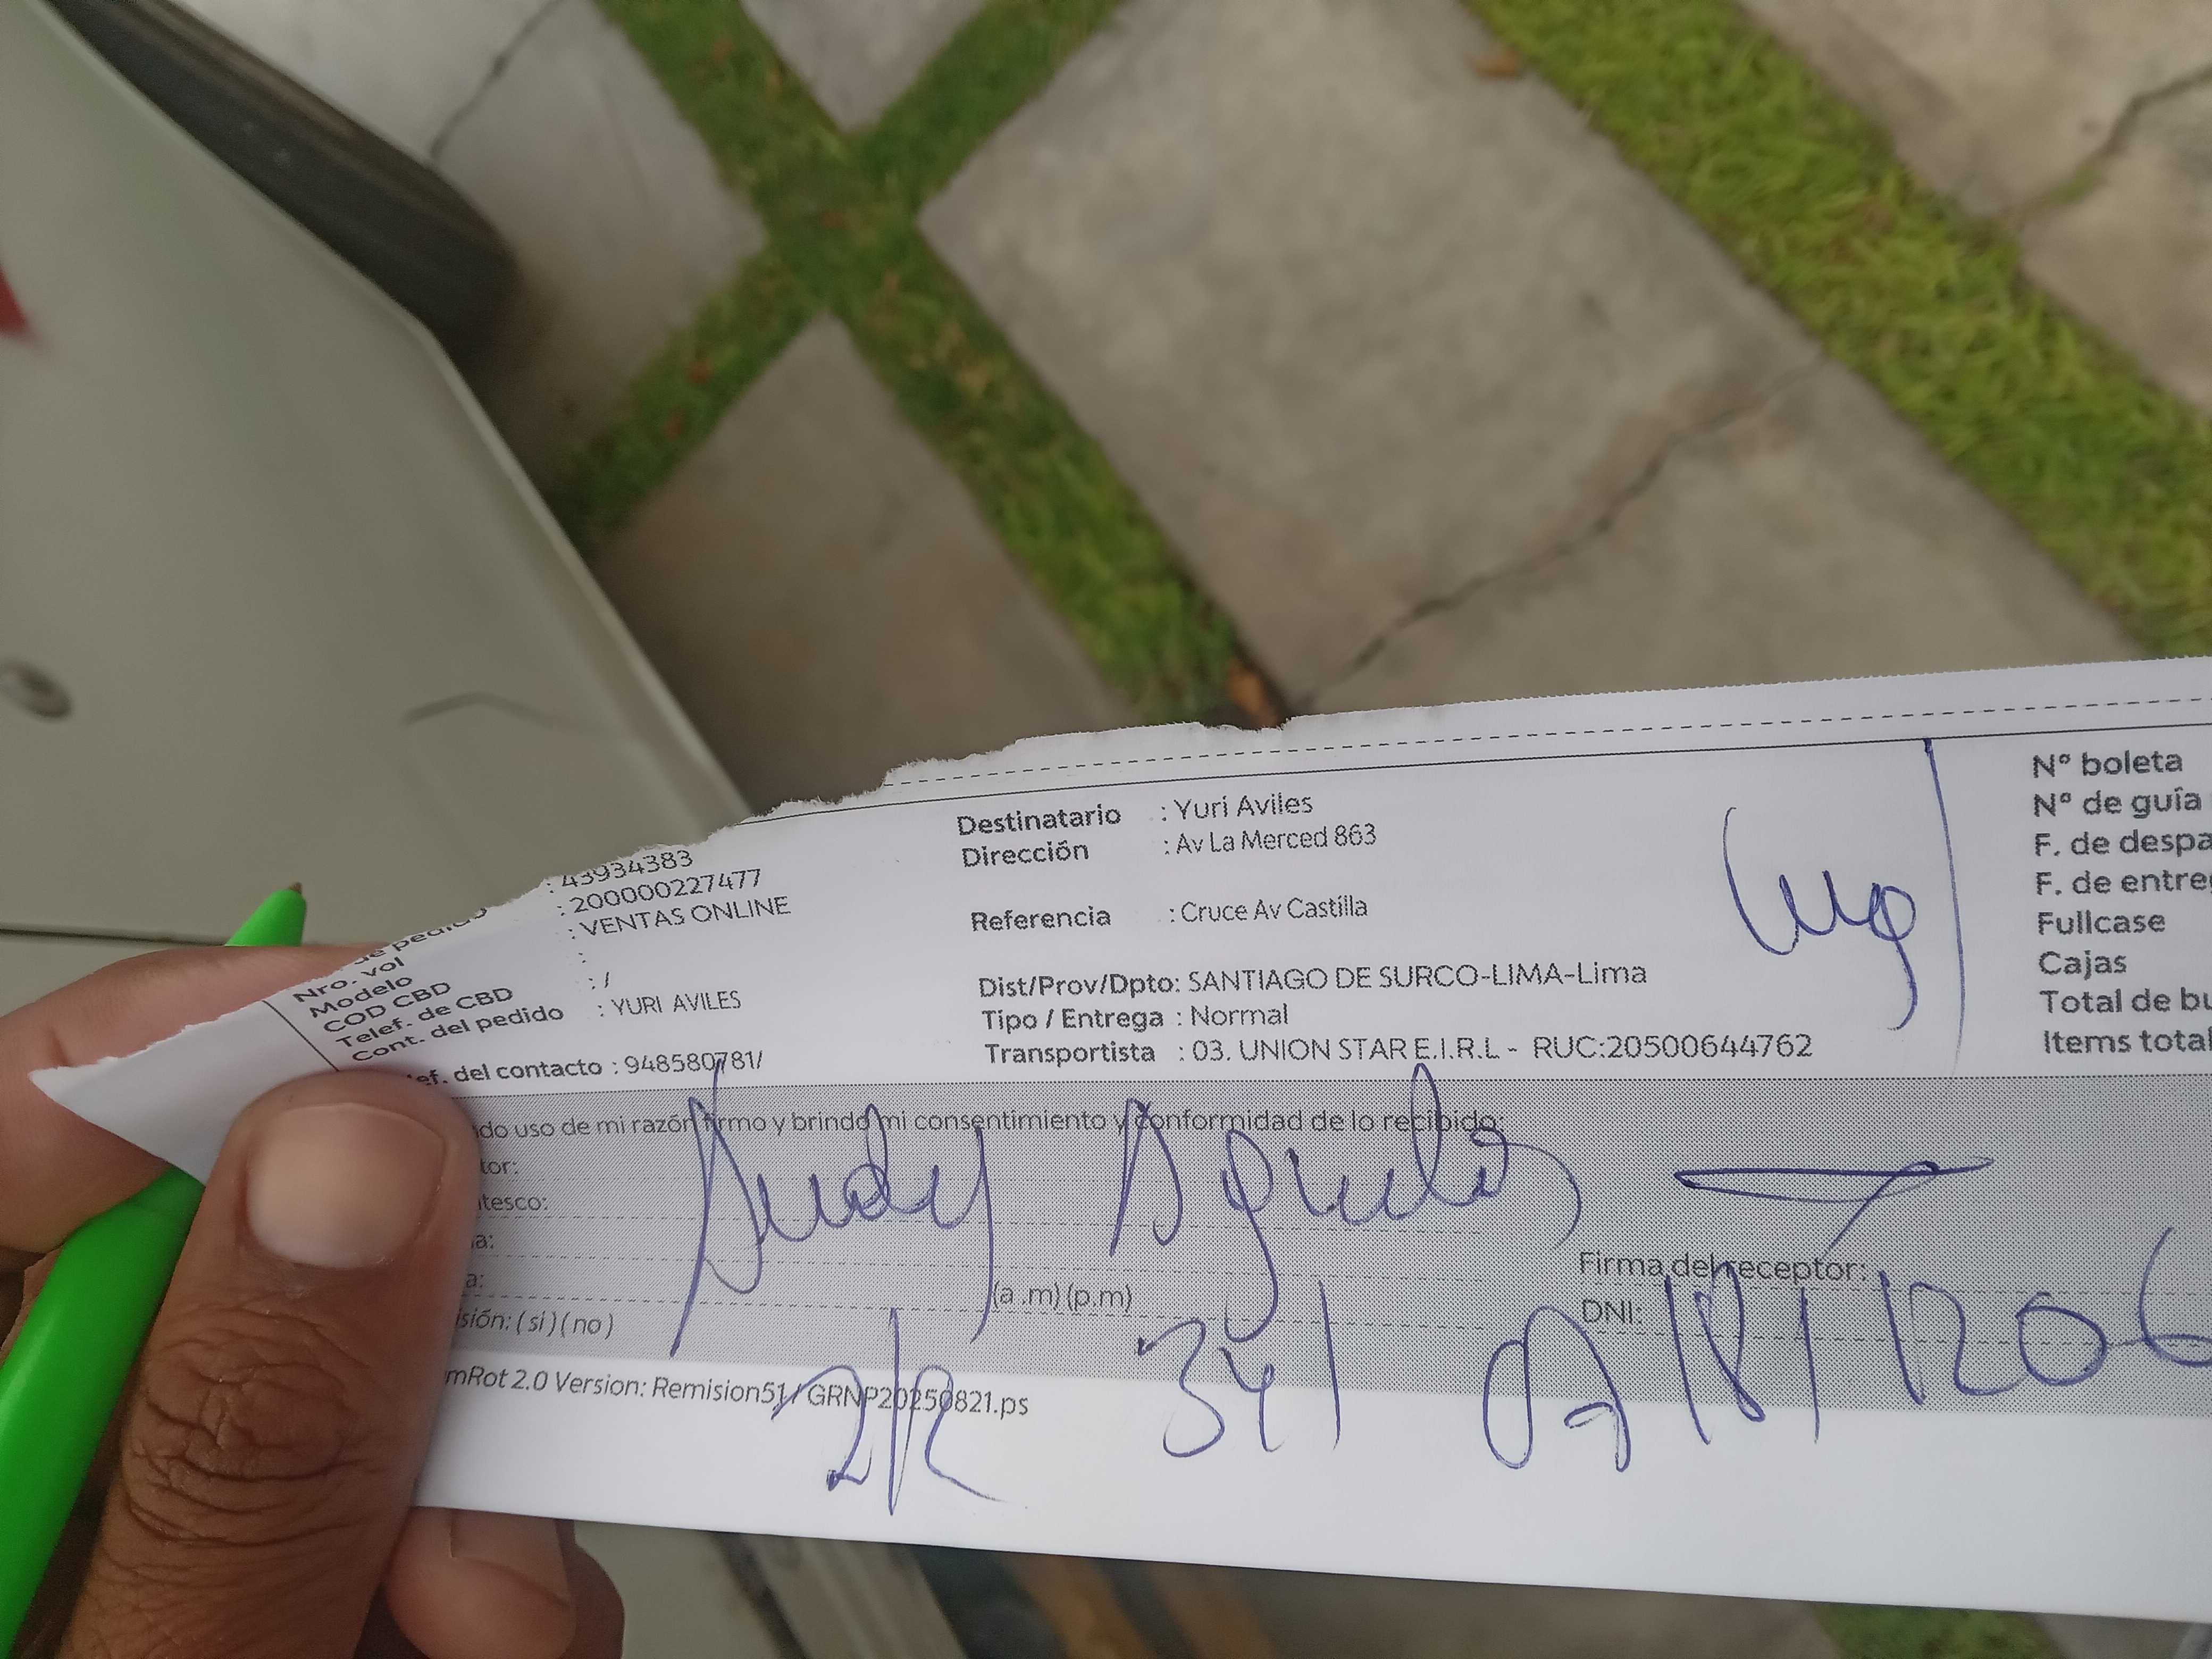 : 43934383
: 200000227477
Nro. vol : VENTAS ONLINE
Modelo :
COD CBD : /
Telef. de CBD
Cont. del pedido : YURI AVILES
ef. del contacto : 948580781/
Destinatario : Yuri Aviles
Dirección : Av La Merced 863
Referencia : Cruce Av Castilla
Dist/Prov/Dpto: SANTIAGO DE SURCO-LIMA-Lima
Tipo / Entrega : Normal
Transportista : 03. UNION STAR E.I.R.L - RUC:20500644762
Nº boleta
Nº de guía
F. de despa
F. de entreg
Fullcase
Cajas
Total de bu
Items total
do uso de mi razón firmo y brindo mi consentimiento y conformidad de lo recibido:
tor:
ntesco:
a:
a: (a .m) (p.m)
isión: ( si ) ( no )
Firma del receptor:
DNI:
mRot 2.0 Version: Remision51 / GRNP20250821.ps